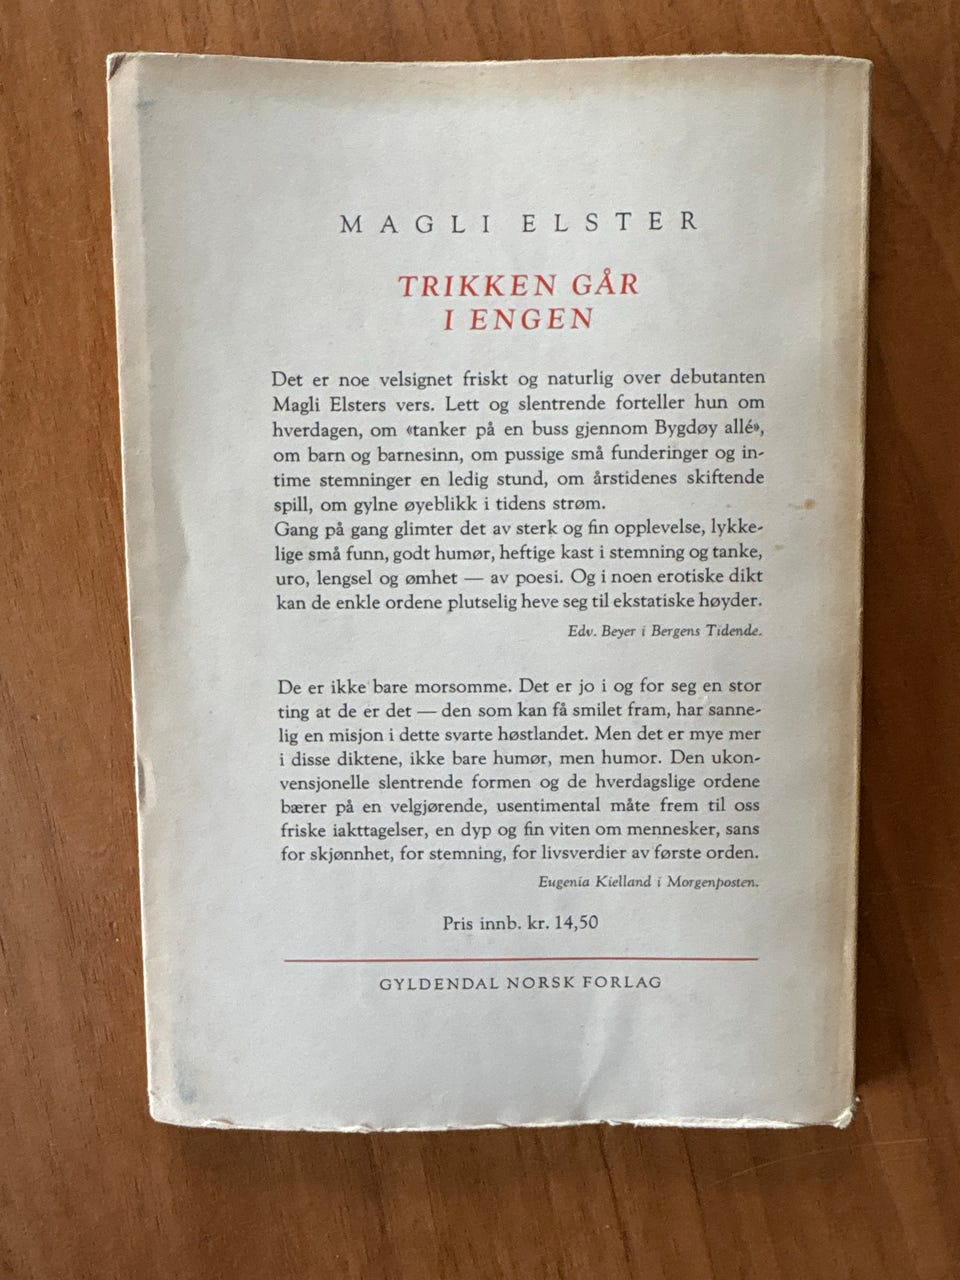 MAGLI ELSTER
TRIKKEN GÅR
I ENGEN
Det er noe velsignet friskt og naturlig over debutanten
Magli Elsters vers. Lett og slentrende forteller hun om
hverdagen, om «tanker på en buss gjennom Bygdøy allé»,
om barn og barnesinn, om pussige små funderinger og in-
time stemninger en ledig stund, om årstidenes skiftende
spill, om gylne øyeblikk i tidens strøm.
Gang på gang glimter det av sterk og fin opplevelse, lykke-
lige små funn, godt humør, heftige kast i stemning og tanke,
uro, lengsel og ømhet — av poesi. Og i noen erotiske dikt
kan de enkle ordene plutselig heve seg til ekstatiske høyder.
Edv. Beyer i Bergens Tidende.
De er ikke bare morsomme. Det er jo i og for seg en stor
ting at de er det — den som kan få smilet fram, har sanne-
lig en misjon i dette svarte høstlandet. Men det er mye mer
i disse diktene, ikke bare humør, men humor. Den ukon-
vensjonelle slentrende formen og de hverdagslige ordene
bærer på en velgjørende, usentimental måte frem til oss
friske iakttagelser, en dyp og fin viten om mennesker, sans
for skjønnhet, for stemning, for livsverdier av første orden.
Eugenia Kielland i Morgenposten.
Pris innb. kr. 14,50
GYLDENDAL NORSK FORLAG